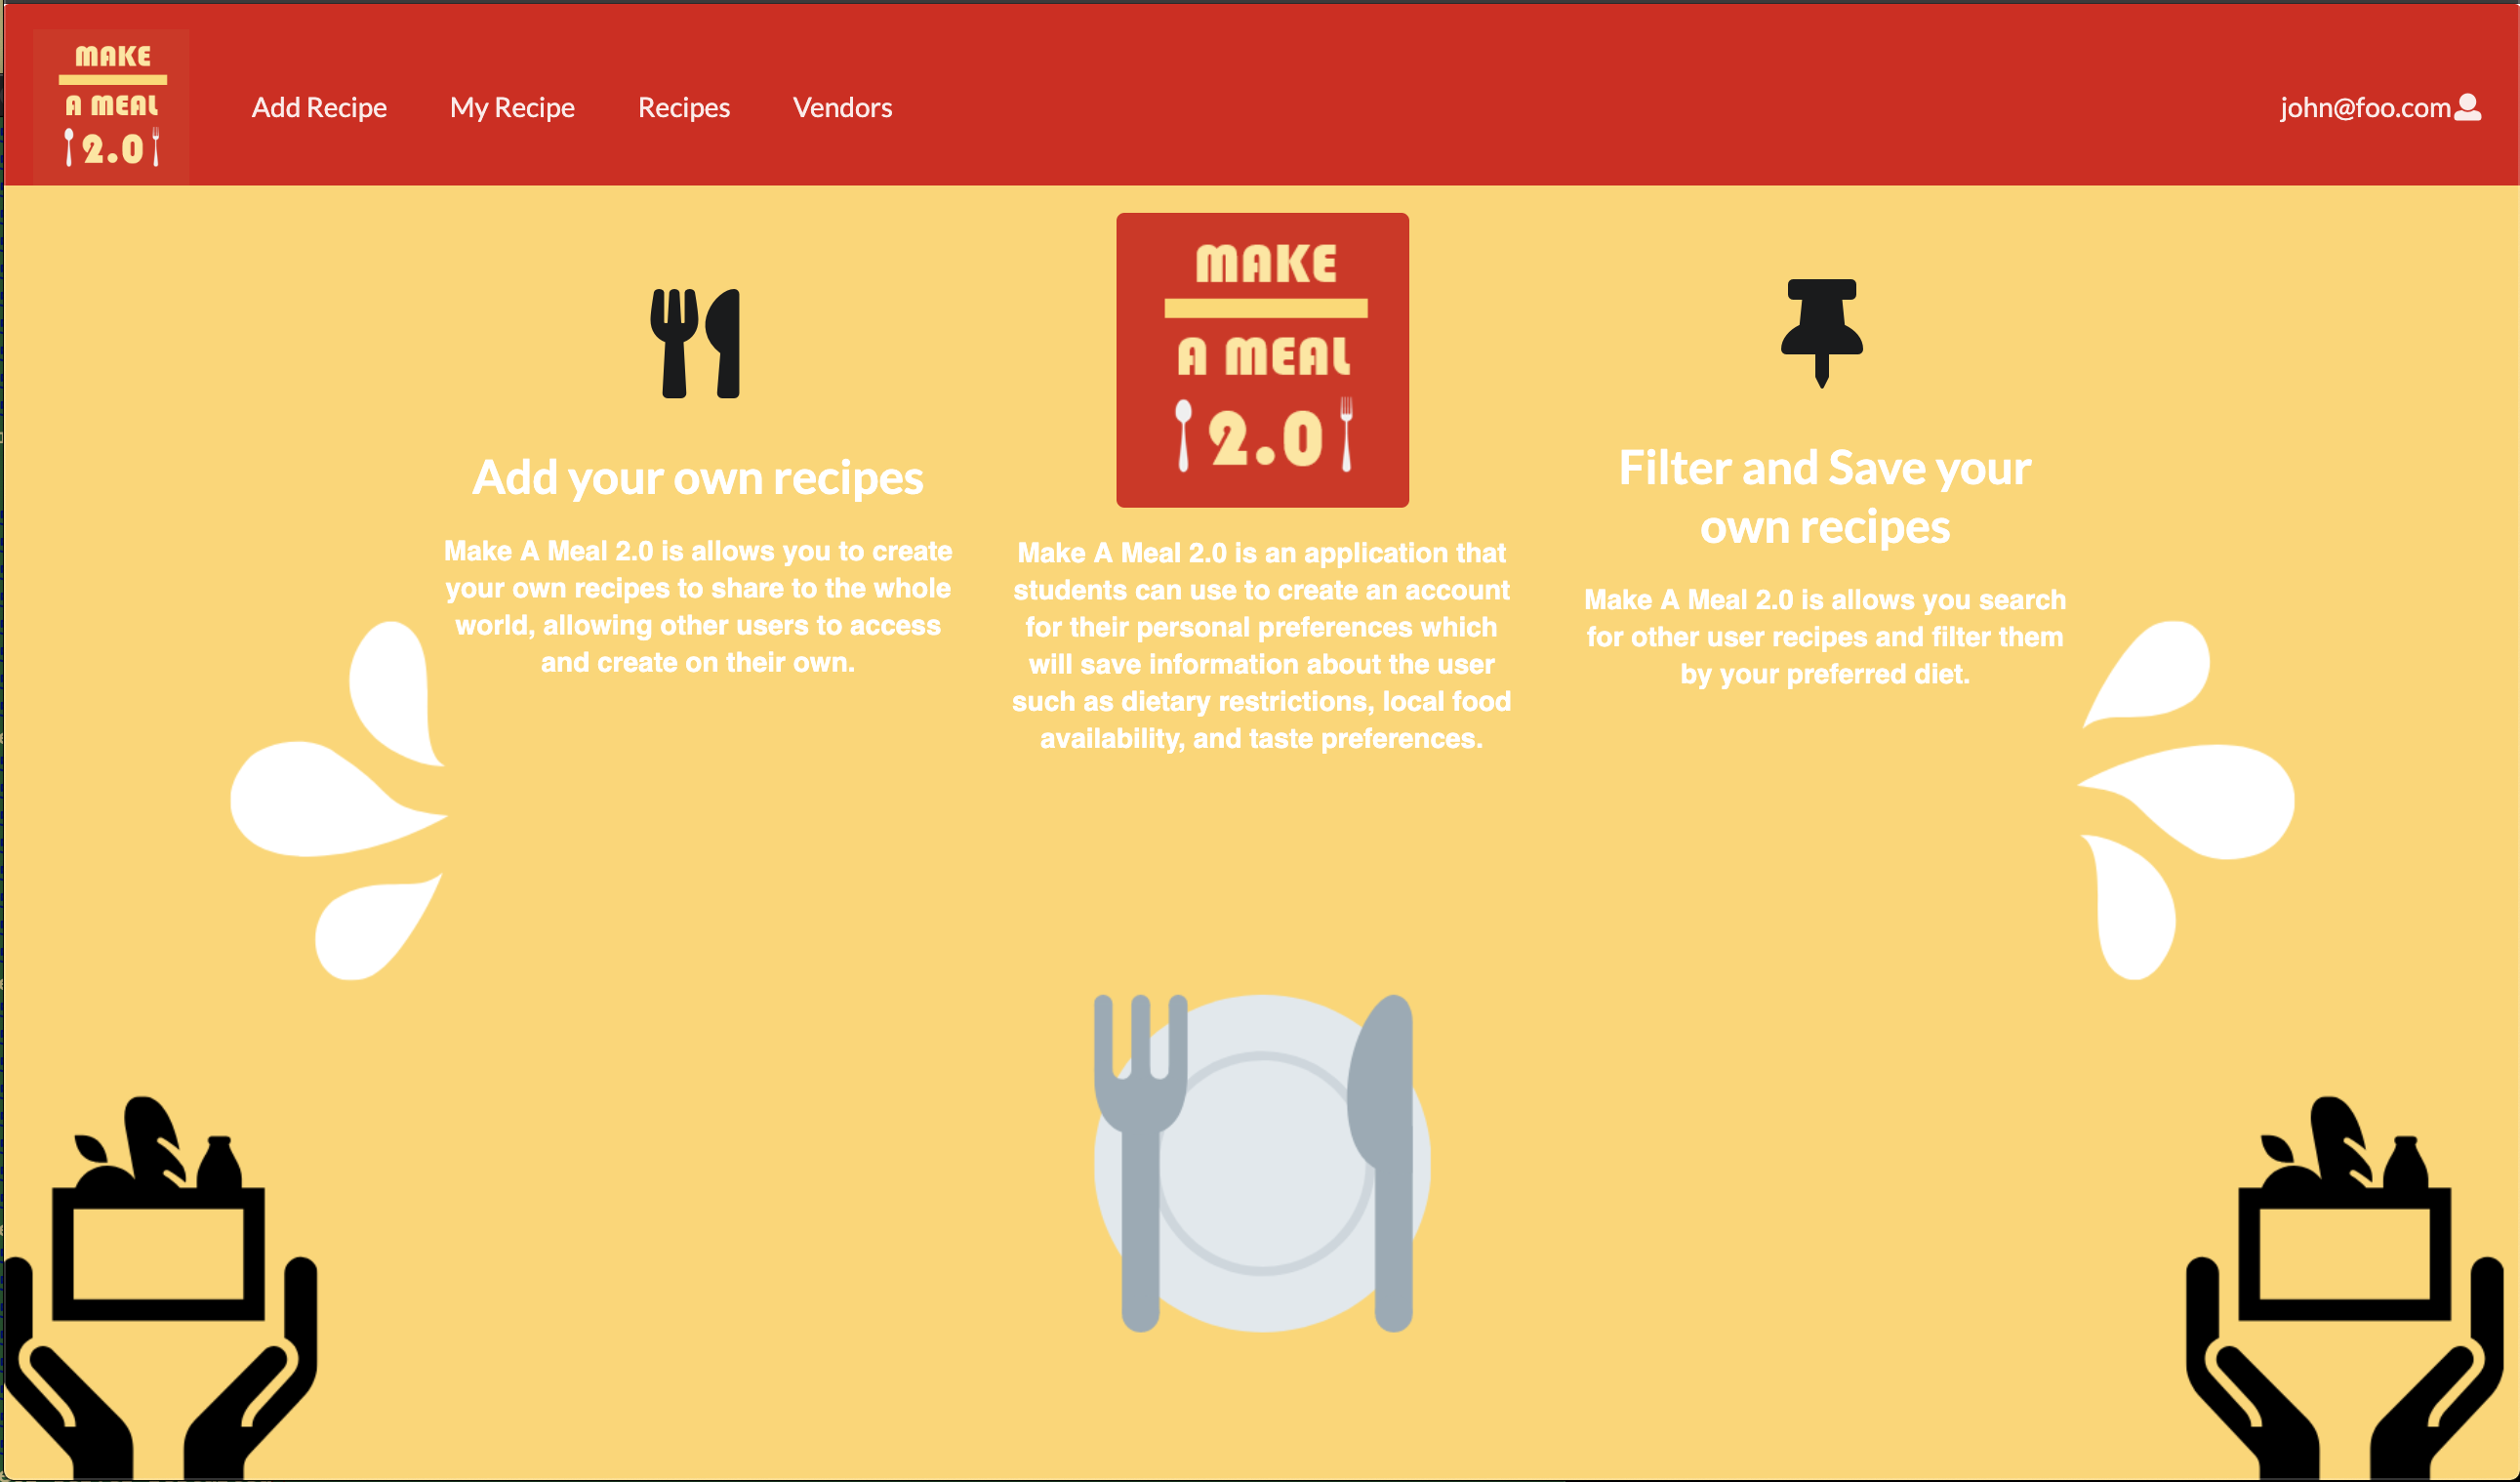 MAKE
A MEAL
2.0
Add Recipe
My Recipe
Recipes
Vendors
john@foo.com
Add your own recipes
Make A Meal 2.0 is allows you to create
your own recipes to share to the whole
world, allowing other users to access
and create on their own.
MAKE
A MEAL
2.0
Make A Meal 2.0 is an application that
students can use to create an account
for their personal preferences which
will save information about the user
such as dietary restrictions, local food
availability, and taste preferences.
Filter and Save your
own recipes
Make A Meal 2.0 is allows you search
for other user recipes and filter them
by your preferred diet.